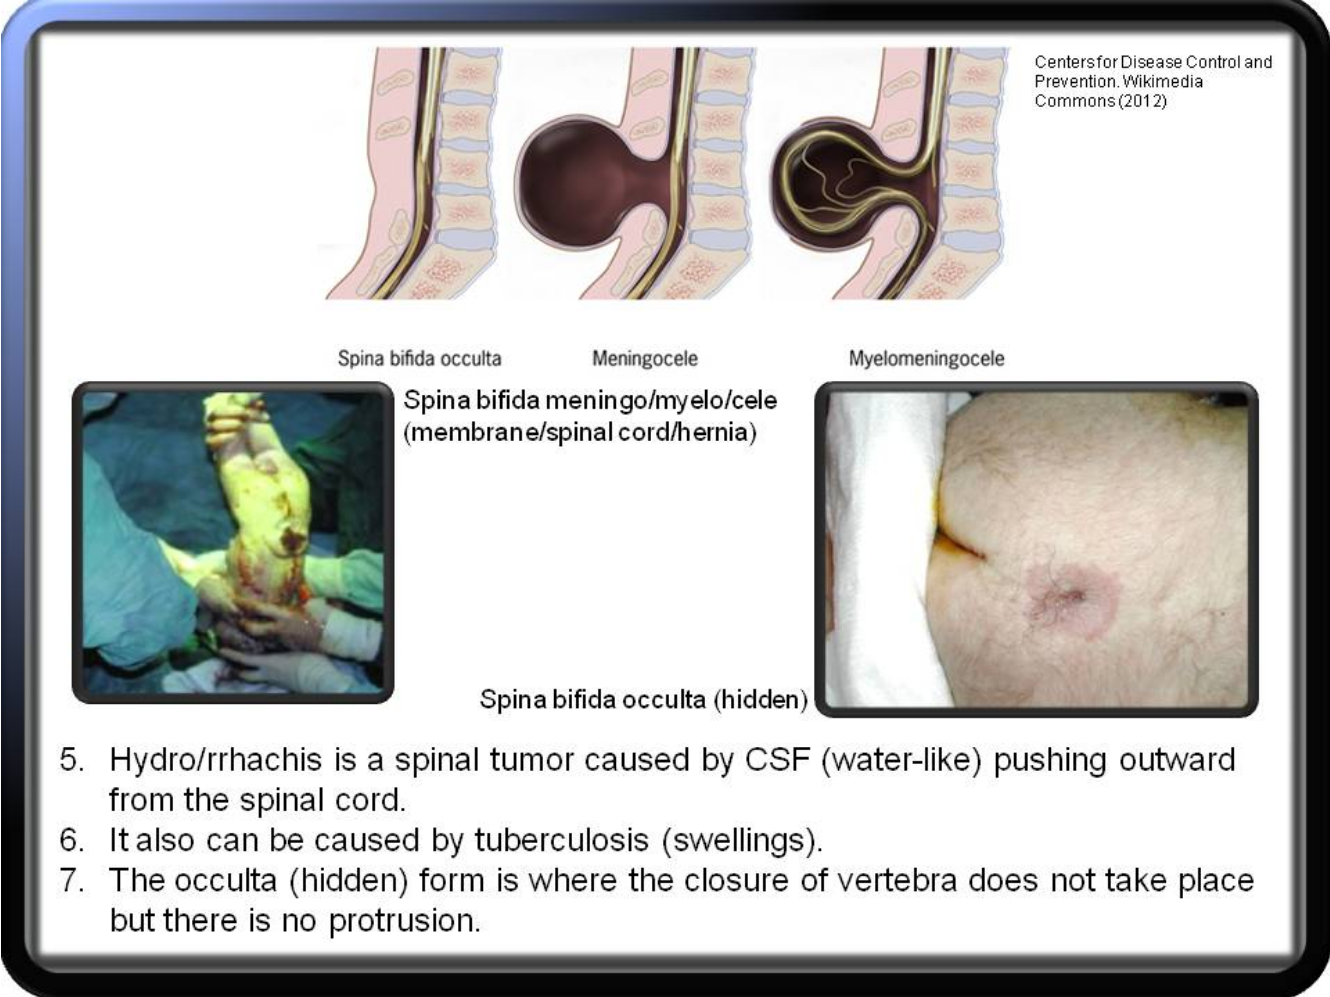 Centers for Disease Control and
Prevention. Wikimedia
Commons (2012)
Spina bifida occulta
Meningocele
Myelomeningocele
Spina bifida meningo/myelo/cele
(membrane/spinal cord/hernia)
Spina bifida occulta (hidden)
5. Hydro/rrhachis is a spinal tumor caused by CSF (water-like) pushing outward
from the spinal cord.
6. It also can be caused by tuberculosis (swellings).
7. The occulta (hidden) form is where the closure of vertebra does not take place
but there is no protrusion.